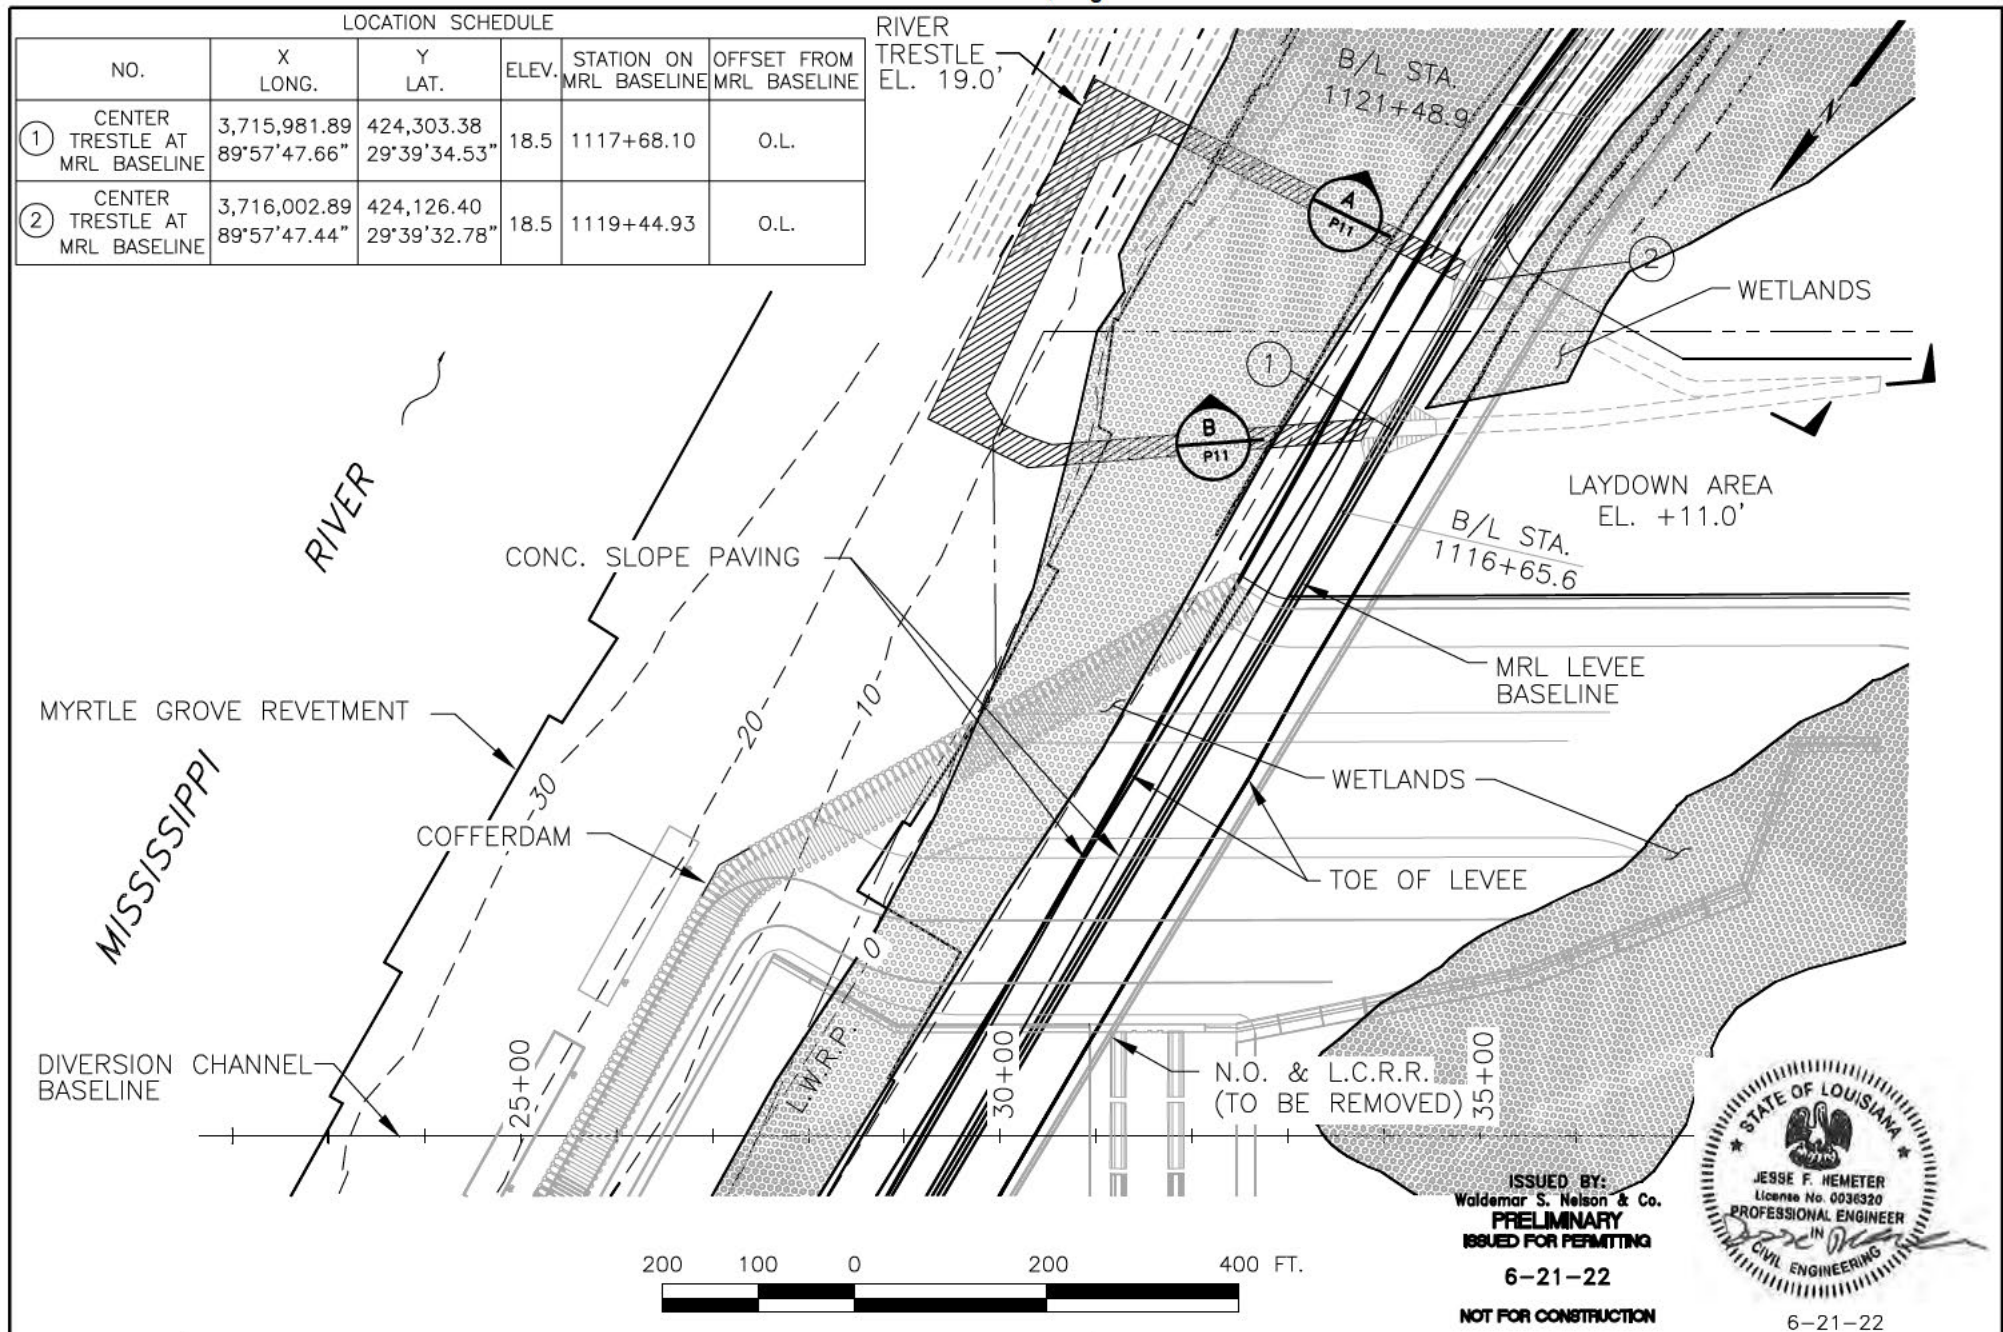 LOCATION SCHEDULE
NO.
X
LONG.
Y
LAT.
ELEV.
STATION ON
MRL BASELINE
OFFSET FROM
MRL BASELINE
1
CENTER
TRESTLE AT
MRL BASELINE
3,715,981.89
89°57'47.66"
424,303.38
29°39'34.53"
18.5
1117+68.10
O.L.
2
CENTER
TRESTLE AT
MRL BASELINE
3,716,002.89
89°57'47.44"
424,126.40
29°39'32.78"
18.5
1119+44.93
O.L.
RIVER
TRESTLE
EL. 19.0'
B/L STA.
1121+48.9
N
A
P11
2
WETLANDS
1
B
P11
LAYDOWN AREA
EL. +11.0'
B/L STA.
1116+65.6
RIVER
CONC. SLOPE PAVING
MRL LEVEE
BASELINE
MYRTLE GROVE REVETMENT
MISSISSIPPI
30
20
10
0
WETLANDS
COFFERDAM
TOE OF LEVEE
L.W.R.P.
DIVERSION CHANNEL
BASELINE
25+00
30+00
35+00
N.O. & L.C.R.R.
(TO BE REMOVED)
200 100 0 200 400 FT.
ISSUED BY:
Waldemar S. Nelson & Co.
PRELIMINARY
ISSUED FOR PERMITTING
6-21-22
NOT FOR CONSTRUCTION
STATE OF LOUISIANA
JESSE F. HEMETER
License No. 0036320
PROFESSIONAL ENGINEER
IN
CIVIL ENGINEERING
6-21-22